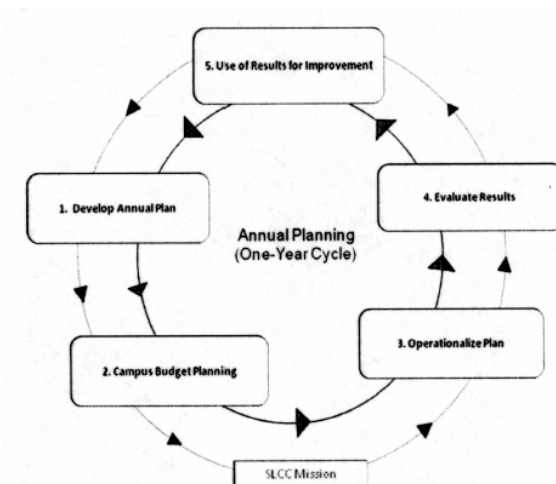 5. Use of Results for Improvement
1. Develop Annual Plan
4. Evaluate Results
Annual Planning
(One-Year Cycle)
3. Operationalize Plan
2. Campus Budget Planning
SLCC Mission